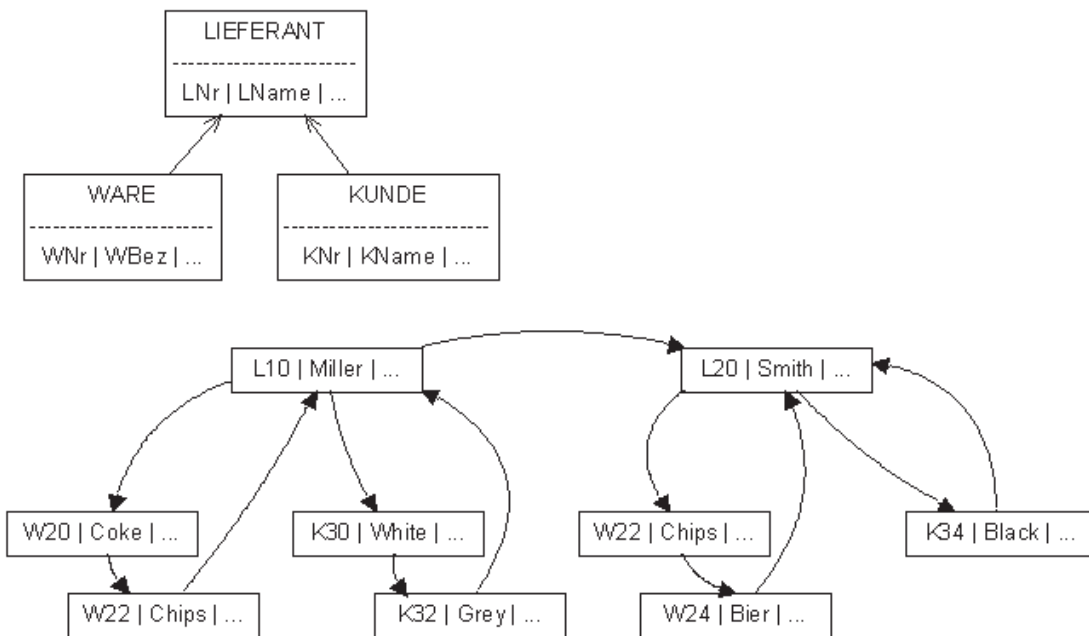 LIEFERANT
LNr | LName | ...
WARE
WNr | WBez | ...
KUNDE
KNr | KName | ...
L10 | Miller | ...
L20 | Smith | ...
W20 | Coke | ...
K30 | White | ...
W22 | Chips | ...
K34 | Black | ...
W22 | Chips | ...
K32 | Grey | ...
W24 | Bier | ...